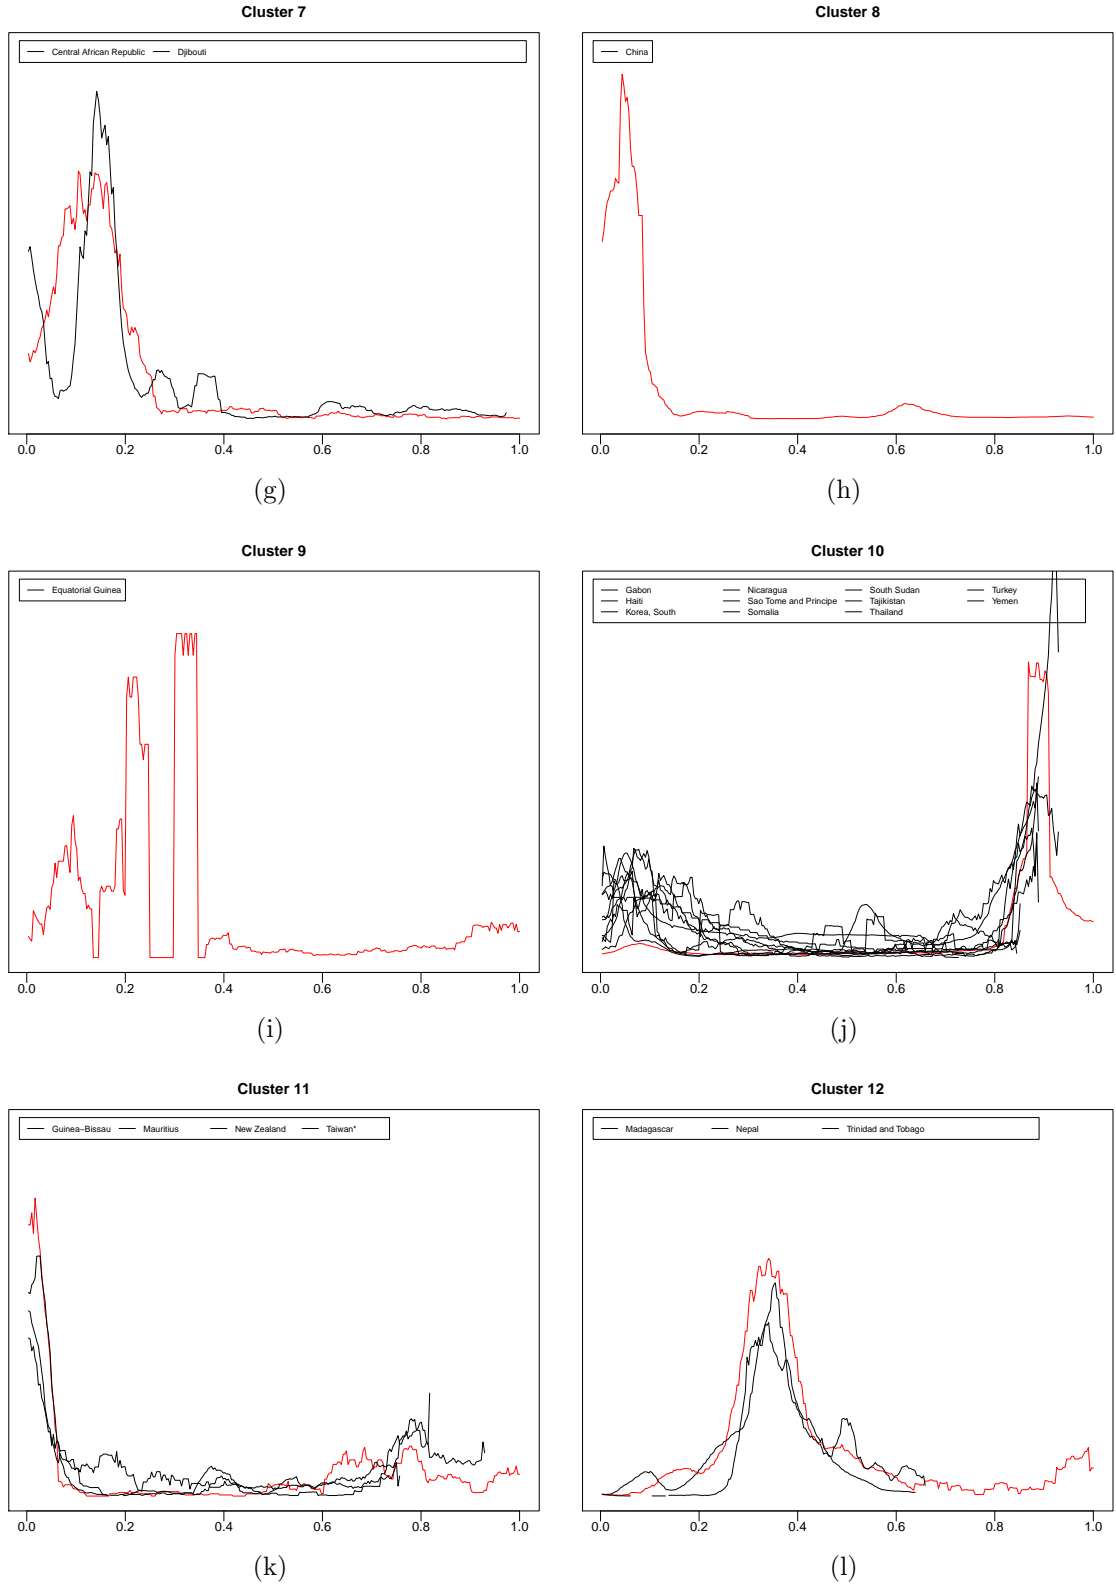 Cluster 7
Central African Republic Djibouti
0.0 0.2 0.4 0.6 0.8 1.0
(g)
Cluster 8
China
0.0 0.2 0.4 0.6 0.8 1.0
(h)
Cluster 9
Equatorial Guinea
0.0 0.2 0.4 0.6 0.8 1.0
(i)
Cluster 10
Gabon Nicaragua South Sudan Turkey
Haiti Sao Tome and Principe Tajikistan Yemen
Korea, South Somalia Thailand
0.0 0.2 0.4 0.6 0.8 1.0
(j)
Cluster 11
Guinea−Bissau Mauritius New Zealand Taiwan*
0.0 0.2 0.4 0.6 0.8 1.0
(k)
Cluster 12
Madagascar Nepal Trinidad and Tobago
0.0 0.2 0.4 0.6 0.8 1.0
(l)